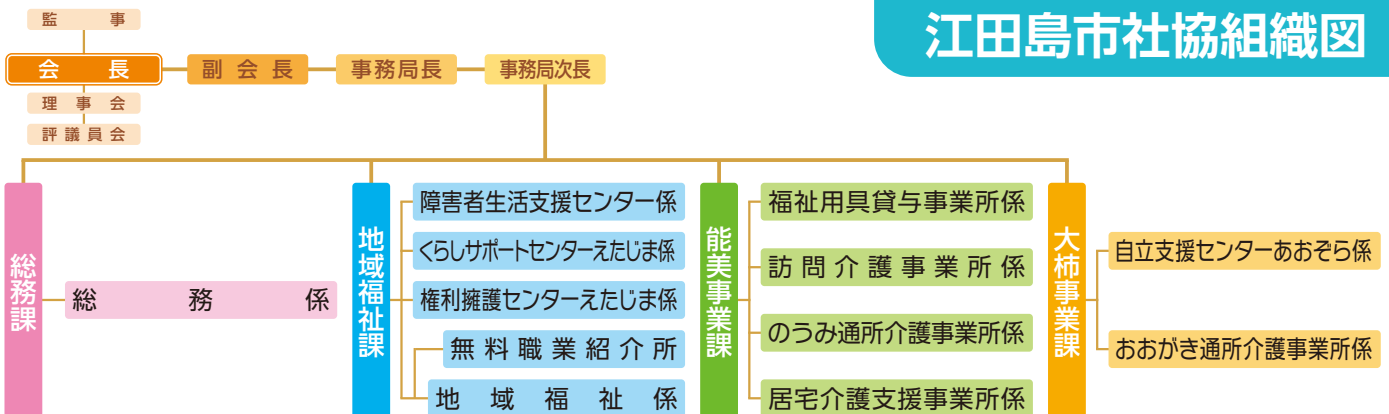 江田島市社協組織図
監事
会長
副会長
事務局長
事務局次長
理事会
評議員会
総務課
総務係
地域福祉課
障害者生活支援センター係
くらしサポートセンターえたじま係
権利擁護センターえたじま係
無料職業紹介所
地域福祉係
能美事業課
福祉用具貸与事業所係
訪問介護事業所係
のうみ通所介護事業所係
居宅介護支援事業所係
大柿事業課
自立支援センターあおぞら係
おおがき通所介護事業所係